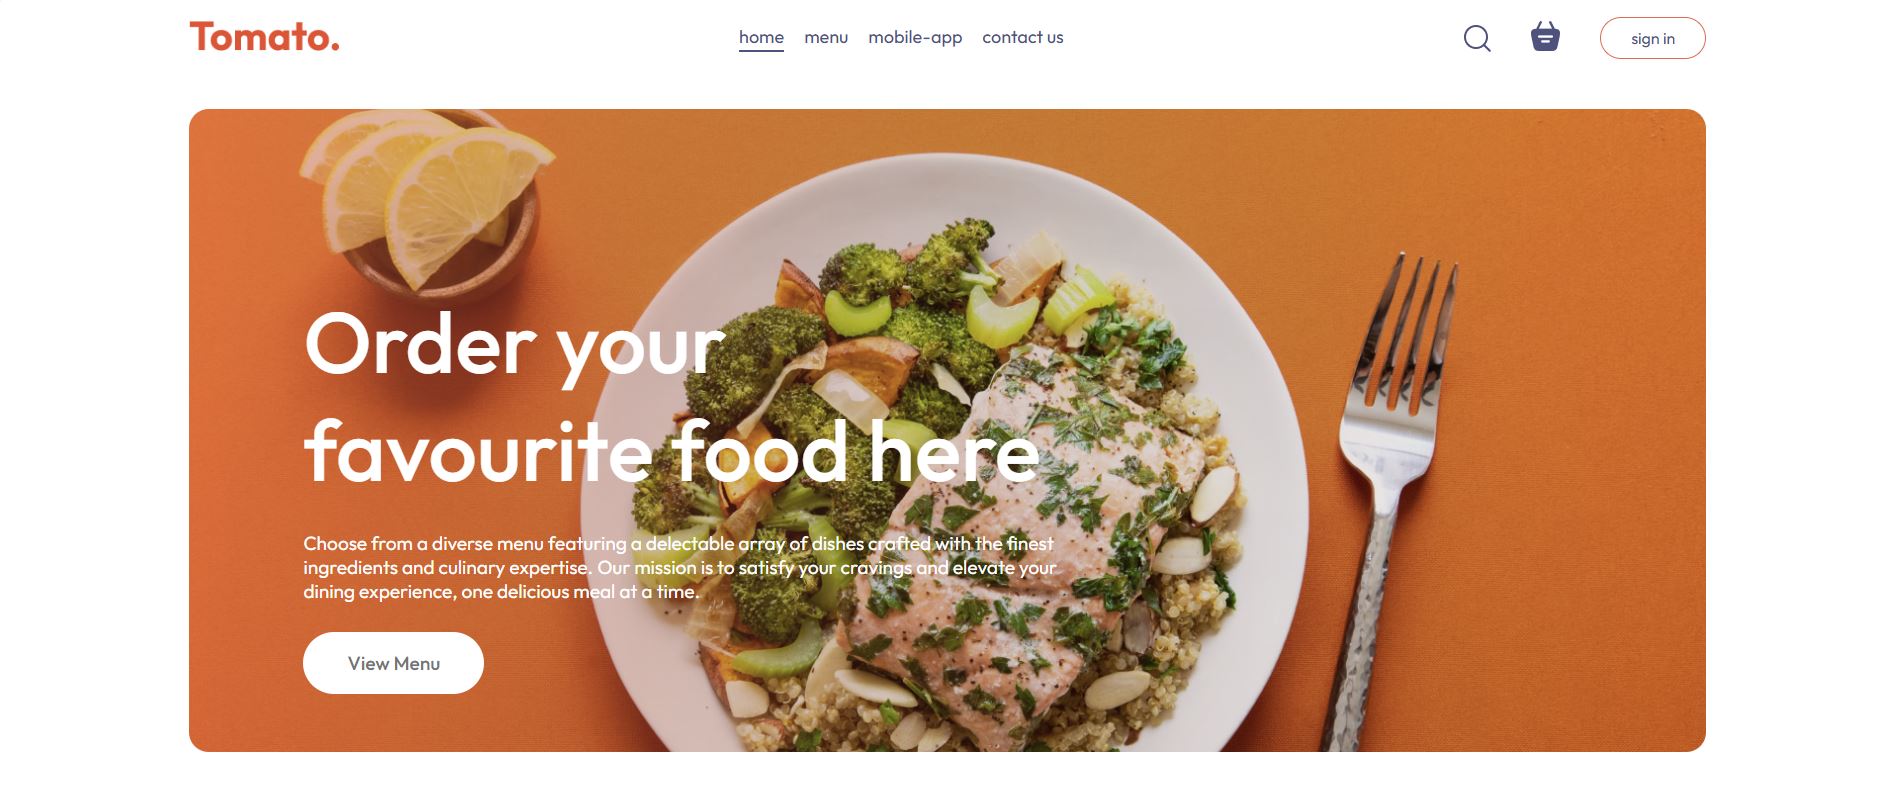 Tomato.
home menu mobile-app contact us
sign in
Order your
favourite food here
Choose from a diverse menu featuring a delectable array of dishes crafted with the finest
ingredients and culinary expertise. Our mission is to satisfy your cravings and elevate your
dining experience, one delicious meal at a time.
View Menu